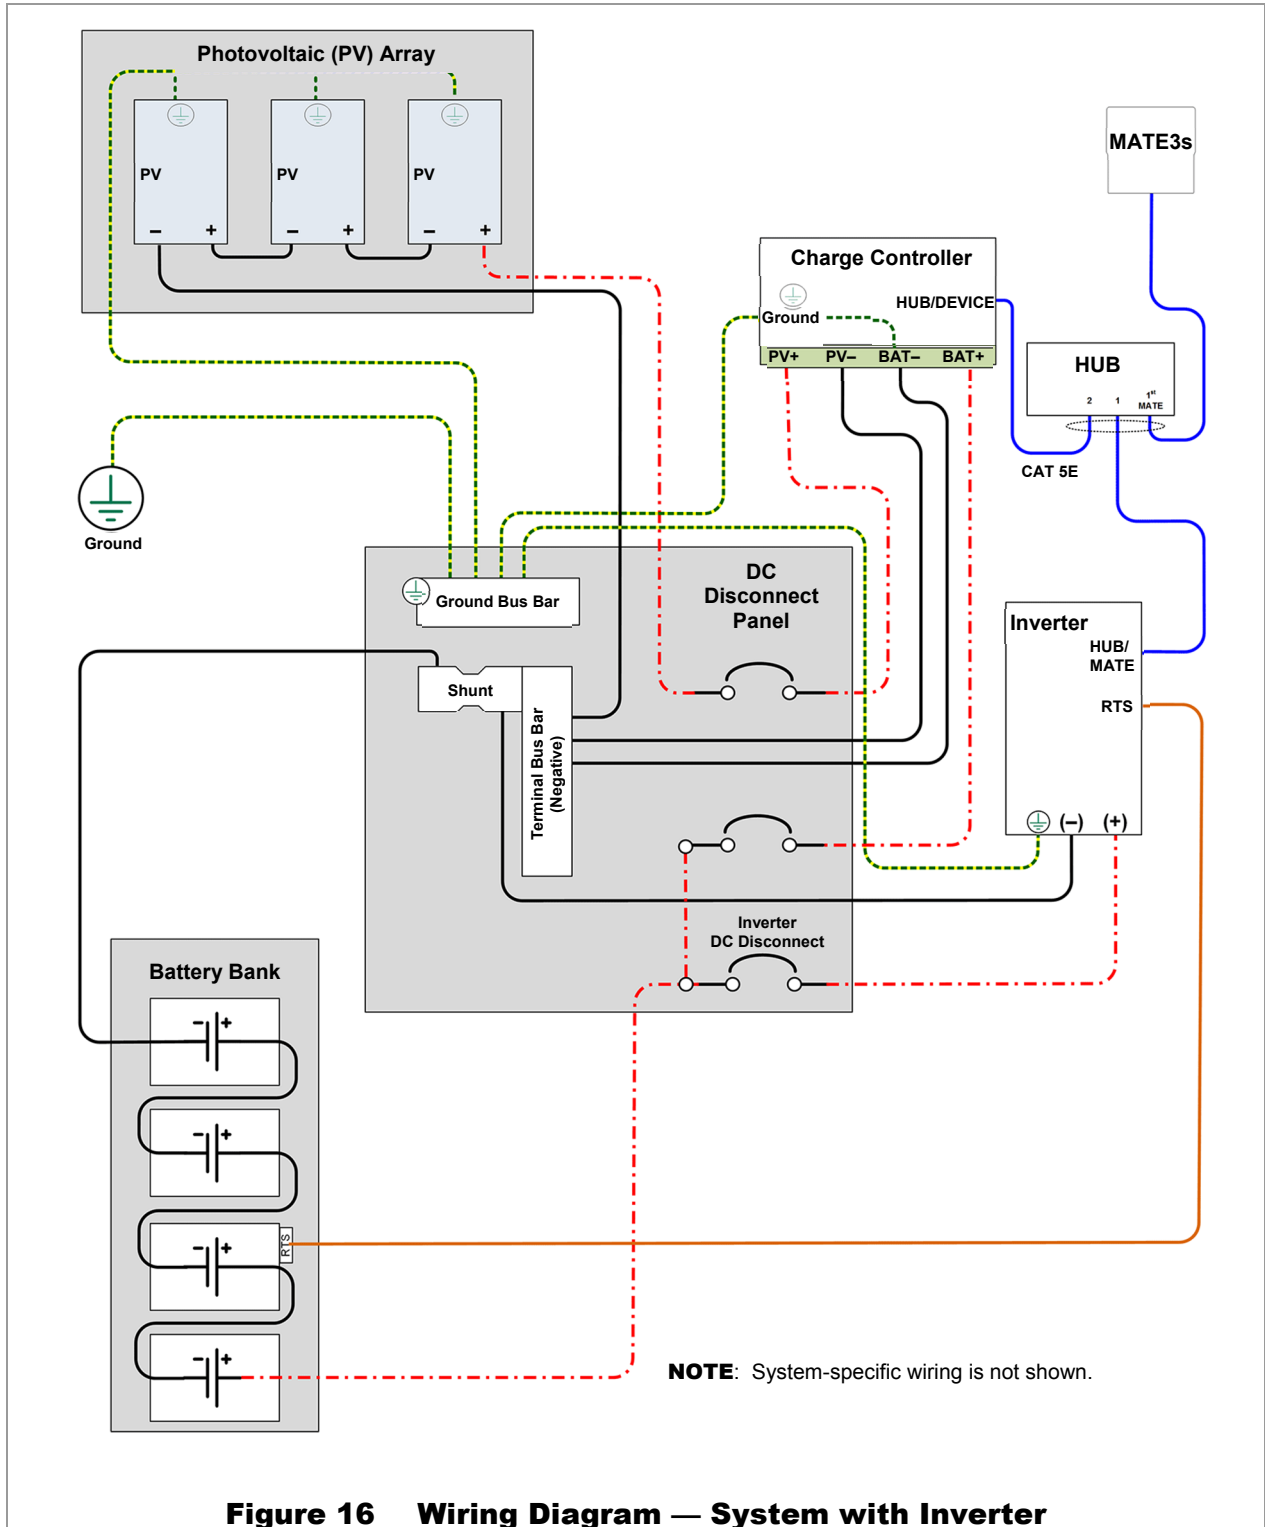 Photovoltaic (PV) Array
PV
PV
PV
– +
– +
– +
MATE3s
Charge Controller
HUB/DEVICE
Ground
PV+ PV– BAT– BAT+
HUB
2 1 1st MATE
CAT 5E
Ground
DC
Disconnect
Panel
Ground Bus Bar
Inverter
HUB/
MATE
RTS
Shunt
Terminal Bus Bar
(Negative)
(–) (+)
Inverter
DC Disconnect
Battery Bank
- +
- +
- +
RTS
- +
NOTE: System-specific wiring is not shown.
Figure 16 Wiring Diagram — System with Inverter